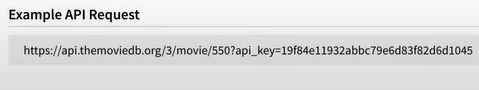 Example API Request
https://api.themoviedb.org/3/movie/550?api_key=19f84e11932abbc79e6d83f82d6d1045